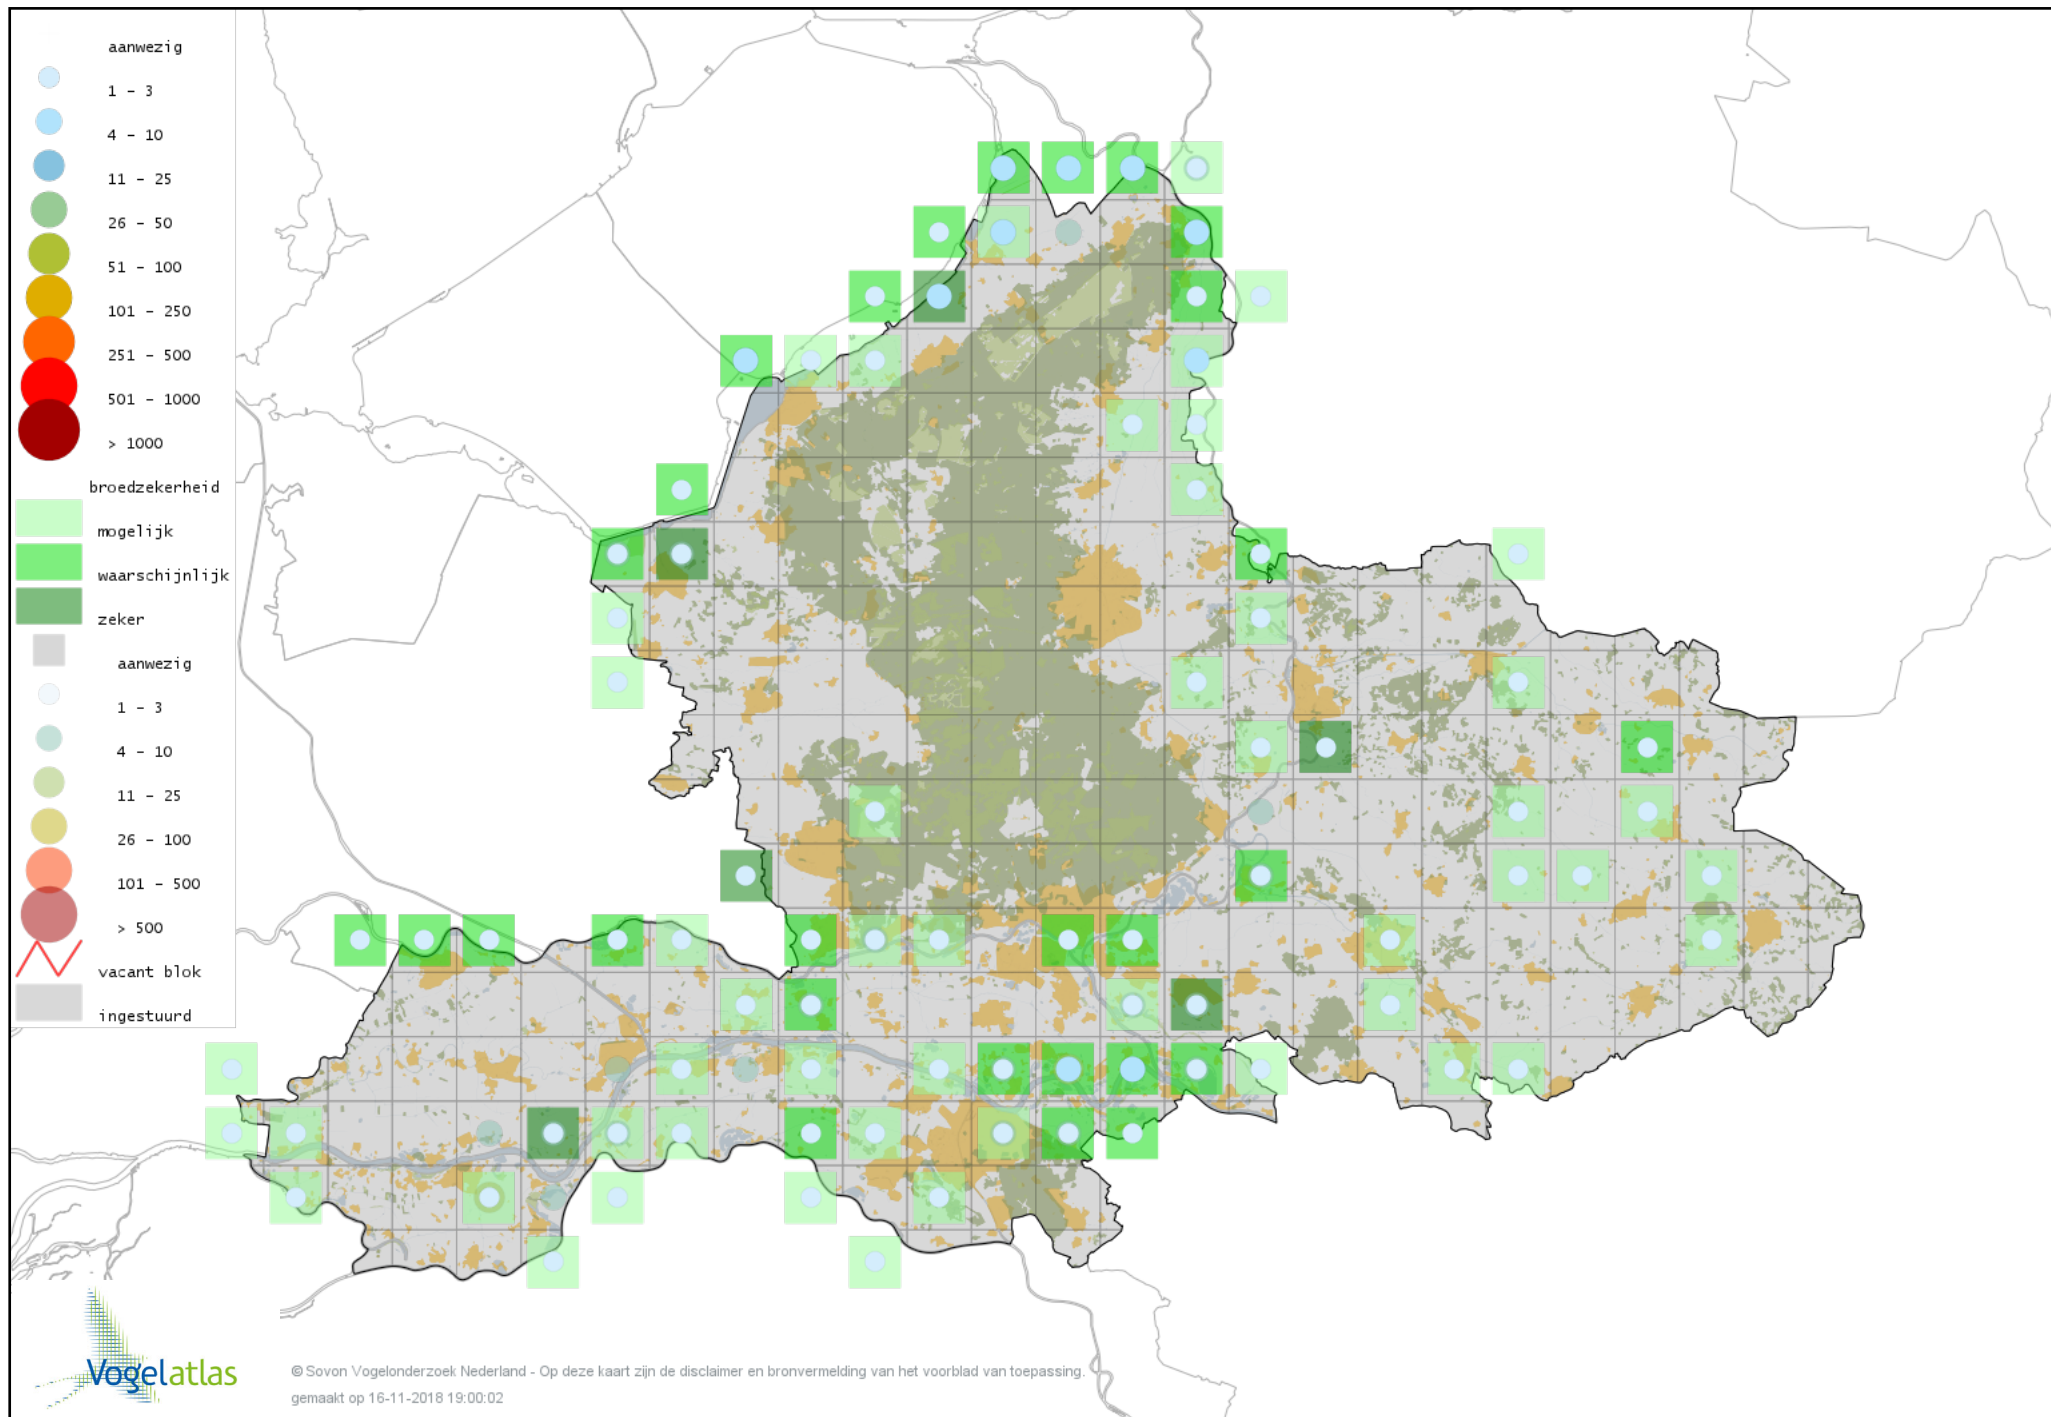 aanwezig
1 - 3
4 - 10
11 - 25
26 - 50
51 - 100
101 - 250
251 - 500
501 - 1000
> 1000
broedzekerheid
mogelijk
waarschijnlijk
zeker
aanwezig
1 - 3
4 - 10
11 - 25
26 - 100
101 - 500
> 500
vacant blok
ingestuurd
Vogelatlas
© Sovon Vogelonderzoek Nederland - Op deze kaart zijn de disclaimer en bronvermelding van het voorblad van toepassing.
gemaakt op 16-11-2018 19:00:02